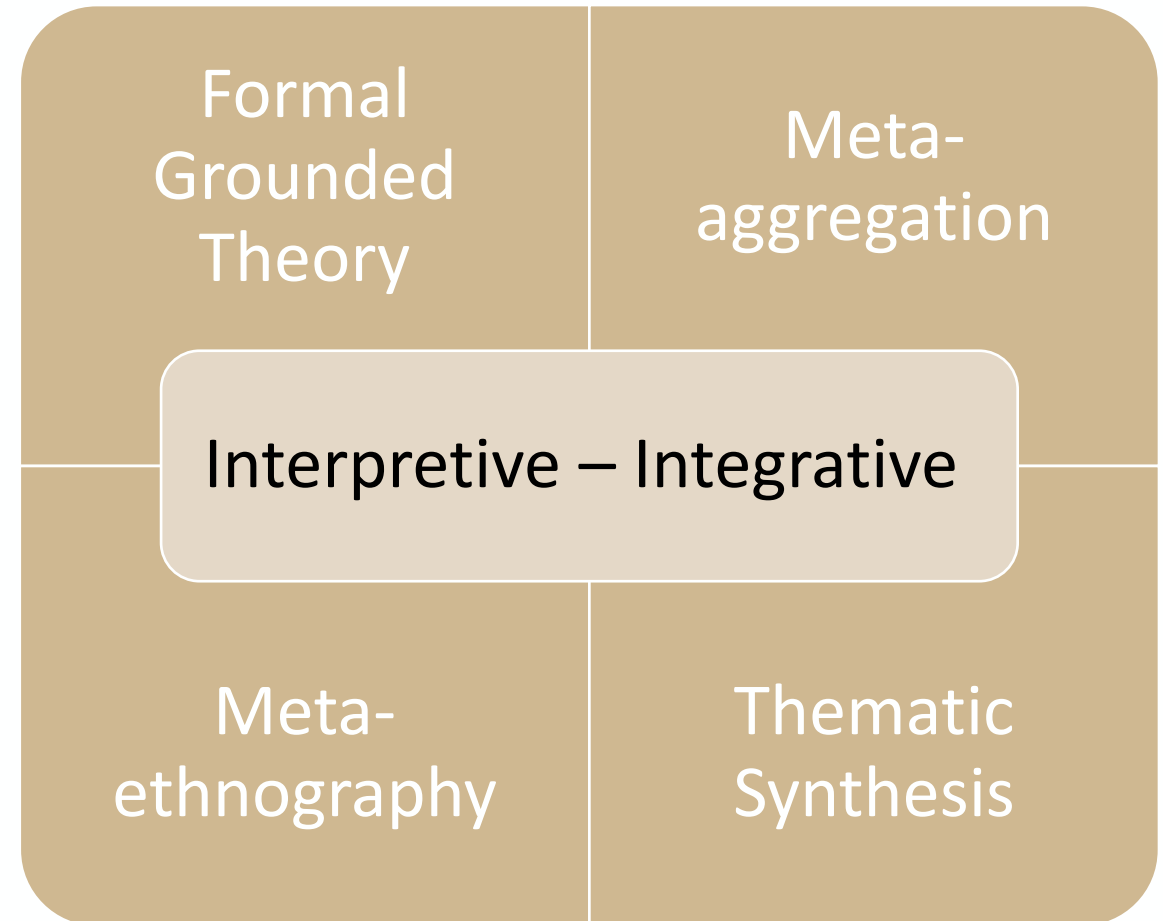 Formal
Grounded
Theory
Meta-
aggregation
Interpretive – Integrative
Meta-
ethnography
Thematic
Synthesis